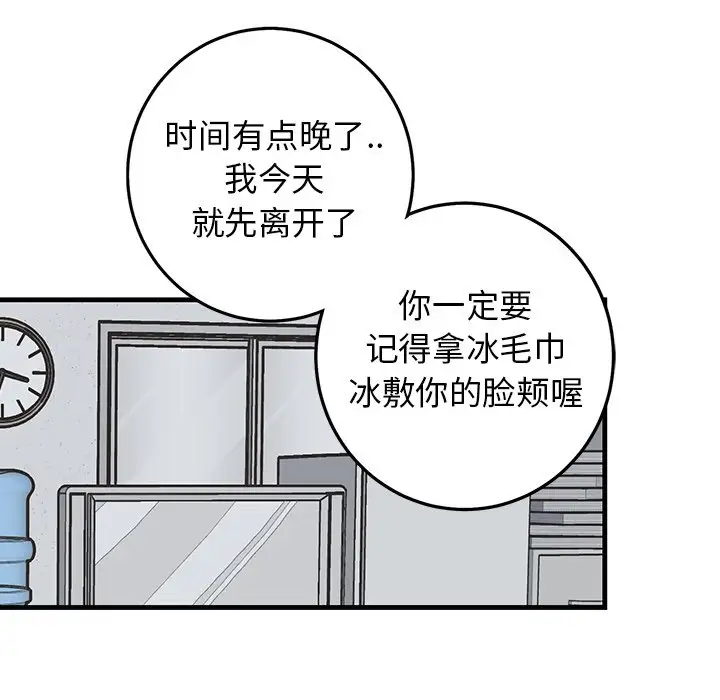 时间有点晚了..
我今天
就先离开了
你一定要
记得拿冰毛巾
冰敷你的脸颊喔